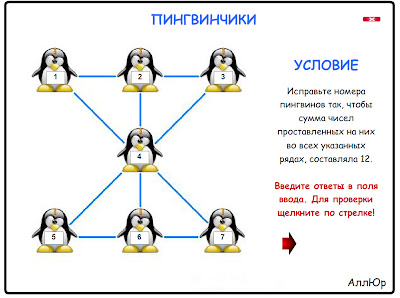 ПИНГВИНЧИКИ
1 2 3
4
5 6 7
УСЛОВИЕ
Исправьте номера
пингвинов так, чтобы
сумма чисел
проставленных на них
во всех указанных
рядах, составляла 12.
Введите ответы в поля
ввода. Для проверки
щелкните по стрелке!
АллЮр